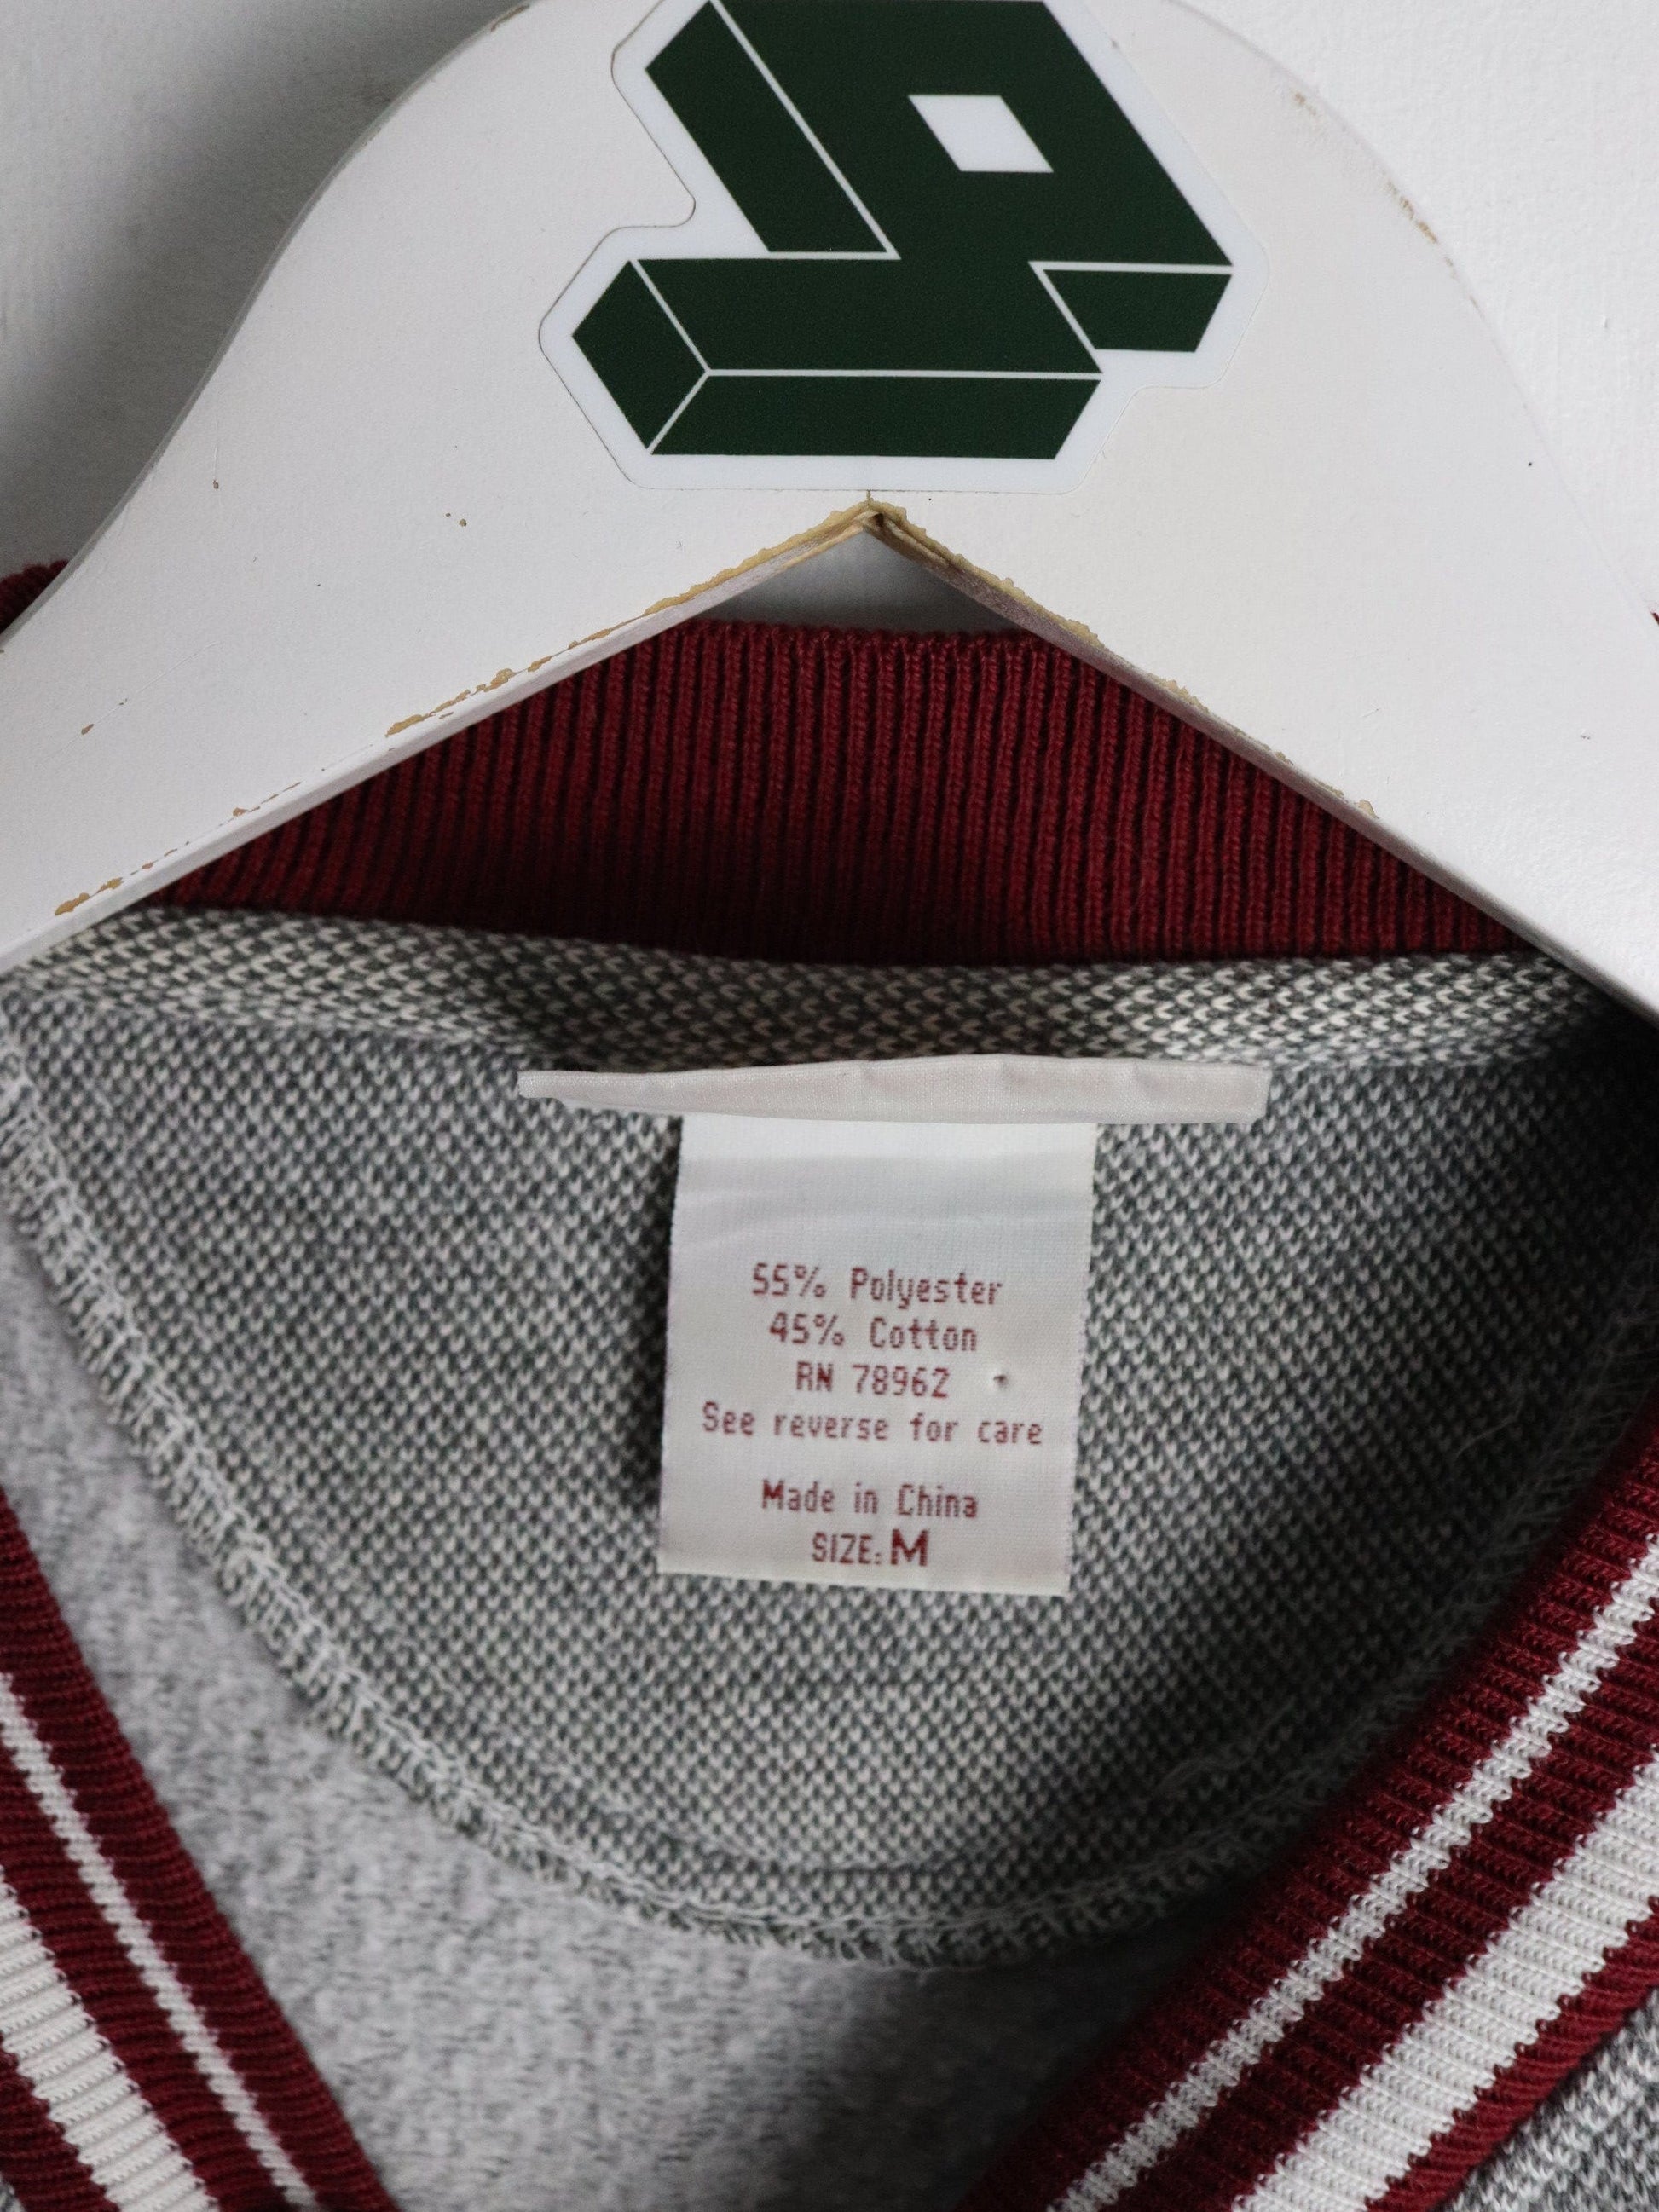 55% Polyester
45% Cotton
RN 78962
See reverse for care
Made in China
SIZE: M